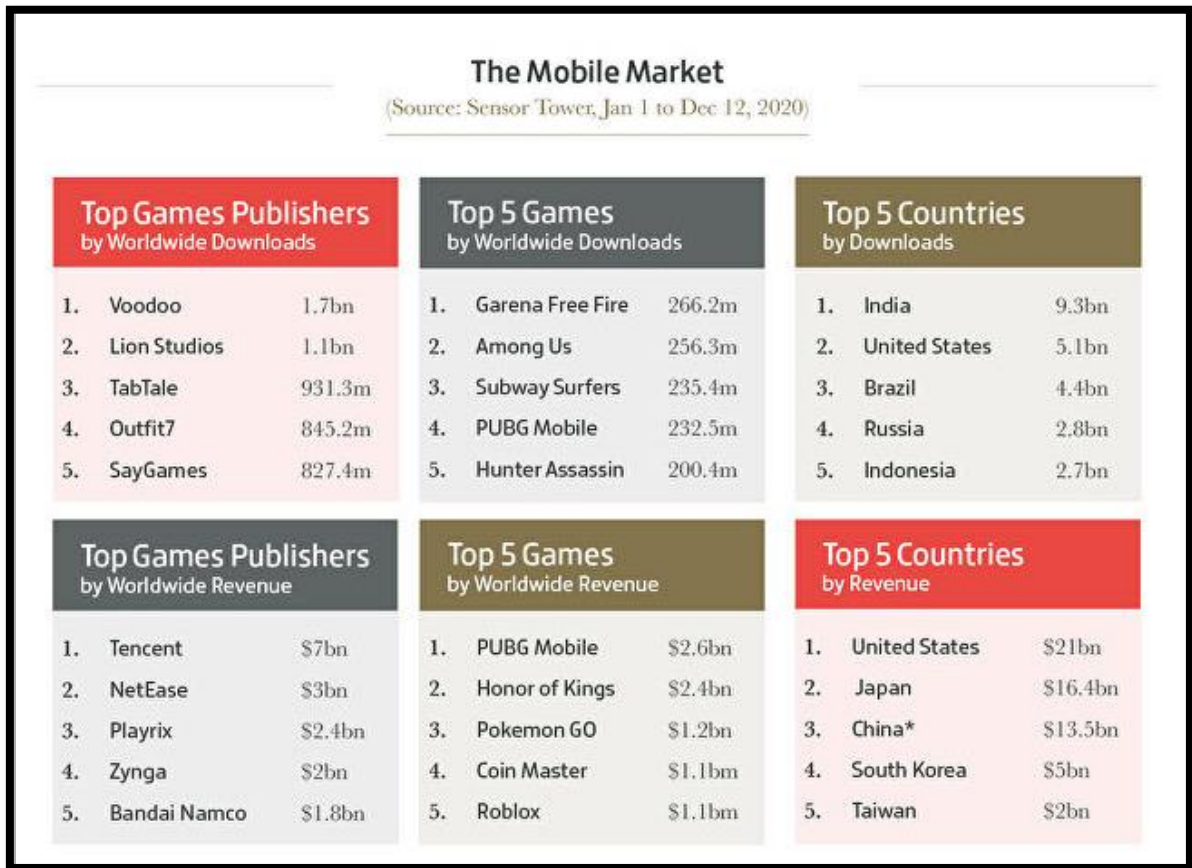 The Mobile Market
(Source: Sensor Tower, Jan 1 to Dec 12, 2020)
Top Games Publishers
by Worldwide Downloads
1. Voodoo 1.7bn
2. Lion Studios 1.1bn
3. TabTale 931.3m
4. Outfit7 845.2m
5. SayGames 827.4m
Top 5 Games
by Worldwide Downloads
1. Garena Free Fire 266.2m
2. Among Us 256.3m
3. Subway Surfers 235.4m
4. PUBG Mobile 232.5m
5. Hunter Assassin 200.4m
Top 5 Countries
by Downloads
1. India 9.3bn
2. United States 5.1bn
3. Brazil 4.4bn
4. Russia 2.8bn
5. Indonesia 2.7bn
Top Games Publishers
by Worldwide Revenue
1. Tencent $7bn
2. NetEase $3bn
3. Playrix $2.4bn
4. Zynga $2bn
5. Bandai Namco $1.8bn
Top 5 Games
by Worldwide Revenue
1. PUBG Mobile $2.6bn
2. Honor of Kings $2.4bn
3. Pokemon GO $1.2bn
4. Coin Master $1.1bm
5. Roblox $1.1bm
Top 5 Countries
by Revenue
1. United States $21bn
2. Japan $16.4bn
3. China* $13.5bn
4. South Korea $5bn
5. Taiwan $2bn